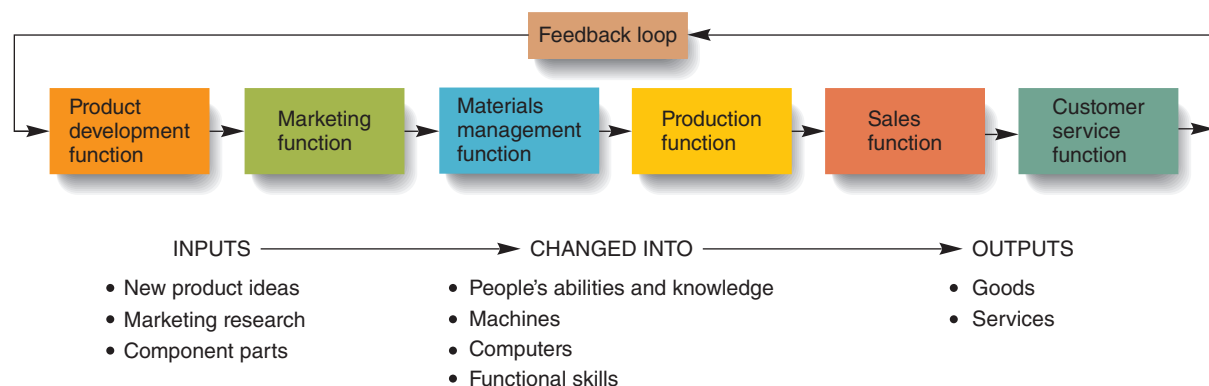 Feedback loop
Product
development
function
Marketing
function
Materials
management
function
Production
function
Sales
function
Customer
service
function
INPUTS
• New product ideas
• Marketing research
• Component parts
CHANGED INTO
• People's abilities and knowledge
• Machines
• Computers
• Functional skills
OUTPUTS
• Goods
• Services